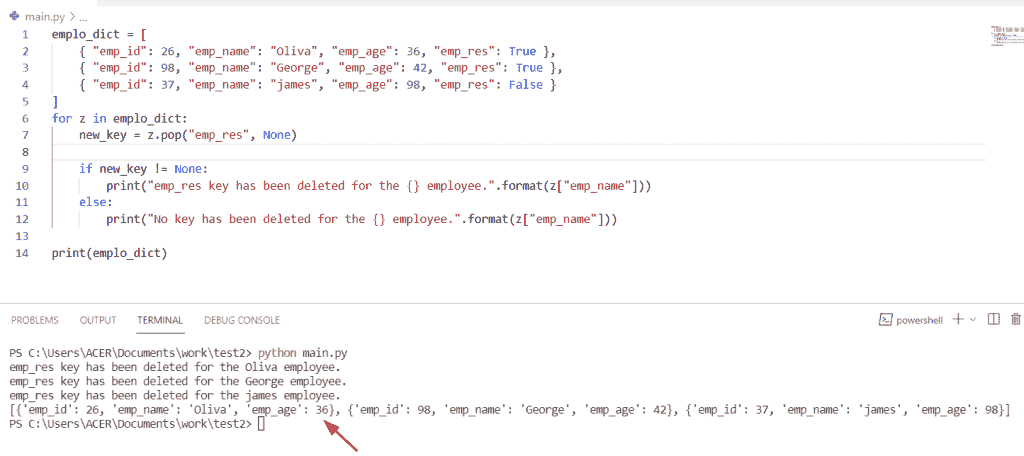 main.py > ...
1 emplo_dict = [
2 { "emp_id": 26, "emp_name": "Oliva", "emp_age": 36, "emp_res": True },
3 { "emp_id": 98, "emp_name": "George", "emp_age": 42, "emp_res": True },
4 { "emp_id": 37, "emp_name": "james", "emp_age": 98, "emp_res": False }
5 ]
6 for z in emplo_dict:
7 new_key = z.pop("emp_res", None)
8
9 if new_key != None:
10 print("emp_res key has been deleted for the {} employee.".format(z["emp_name"]))
11 else:
12 print("No key has been deleted for the {} employee.".format(z["emp_name"]))
13
14 print(emplo_dict)
PROBLEMS OUTPUT TERMINAL DEBUG CONSOLE powershell
PS C:\Users\ACER\Documents\work\test2> python main.py
emp_res key has been deleted for the Oliva employee.
emp_res key has been deleted for the George employee.
emp_res key has been deleted for the james employee.
[{'emp_id': 26, 'emp_name': 'Oliva', 'emp_age': 36}, {'emp_id': 98, 'emp_name': 'George', 'emp_age': 42}, {'emp_id': 37, 'emp_name': 'james', 'emp_age': 98}]
PS C:\Users\ACER\Documents\work\test2>